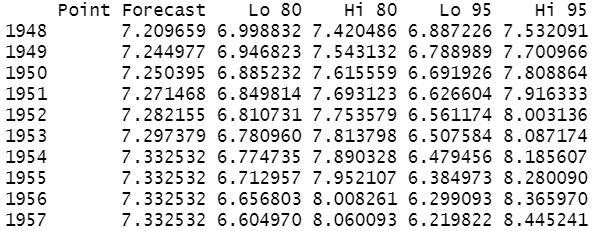 Point Forecast Lo 80 Hi 80 Lo 95 Hi 95
1948 7.209659 6.998832 7.420486 6.887226 7.532091
1949 7.244977 6.946823 7.543132 6.788989 7.700966
1950 7.250395 6.885232 7.615559 6.691926 7.808864
1951 7.271468 6.849814 7.693123 6.626604 7.916333
1952 7.282155 6.810731 7.753579 6.561174 8.003136
1953 7.297379 6.780960 7.813798 6.507584 8.087174
1954 7.332532 6.774735 7.890328 6.479456 8.185607
1955 7.332532 6.712957 7.952107 6.384973 8.280090
1956 7.332532 6.656803 8.008261 6.299093 8.365970
1957 7.332532 6.604970 8.060093 6.219822 8.445241